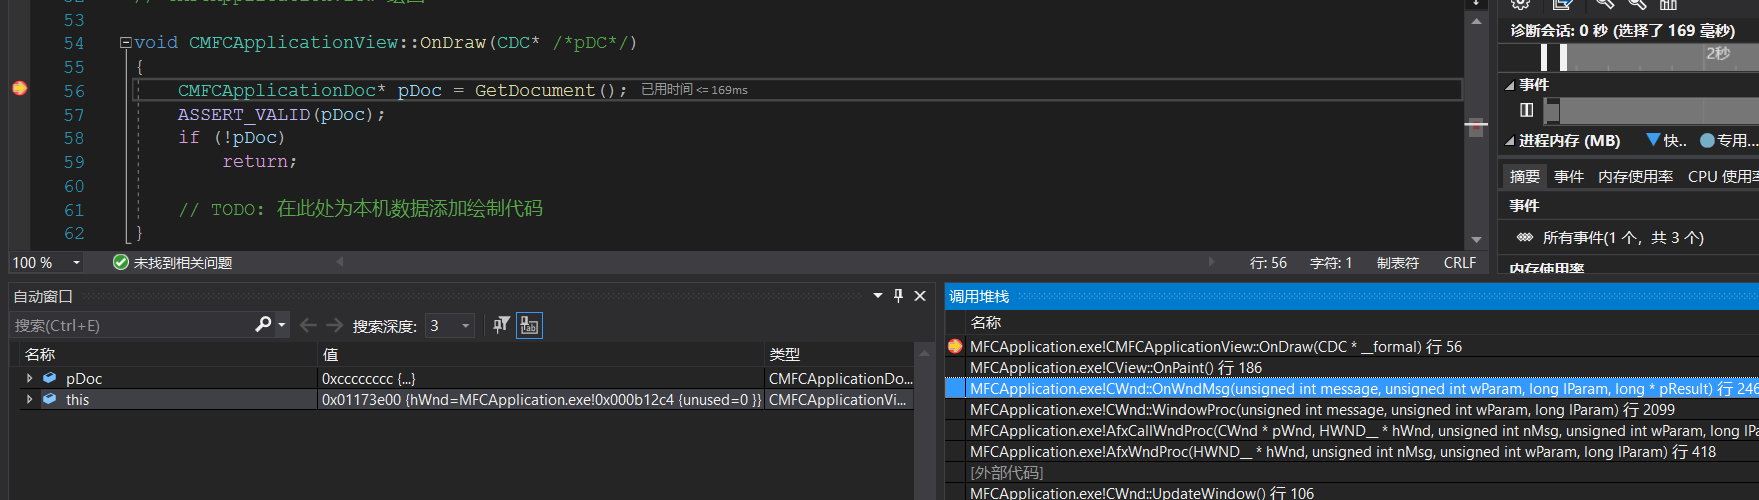 53
54 void CMFCApplicationView::OnDraw(CDC* /*pDC*/)
55 {
56 CMFCApplicationDoc* pDoc = GetDocument(); 已用时间 <= 169ms
57 ASSERT_VALID(pDoc);
58 if (!pDoc)
59 return;
60
61 // TODO: 在此处为本机数据添加绘制代码
62 }
100 % 未找到相关问题 行: 56 字符: 1 制表符 CRLF
诊断会话: 0 秒 (选择了 169 毫秒)
2秒
事件
进程内存 (MB) 快.. 专用...
摘要 事件 内存使用率 CPU 使用率
事件
所有事件(1 个，共 3 个)
内存使用率
自动窗口
搜索(Ctrl+E) 搜索深度: 3
名称 值 类型
pDoc 0xcccccccc {...} CMFCApplicationDo...
this 0x01173e00 {hWnd=MFCApplication.exe!0x000b12c4 {unused=0 }} CMFCApplicationVi...
调用堆栈
名称
MFCApplication.exe!CMFCApplicationView::OnDraw(CDC * __formal) 行 56
MFCApplication.exe!CView::OnPaint() 行 186
MFCApplication.exe!CWnd::OnWndMsg(unsigned int message, unsigned int wParam, long lParam, long * pResult) 行 246
MFCApplication.exe!CWnd::WindowProc(unsigned int message, unsigned int wParam, long lParam) 行 2099
MFCApplication.exe!AfxCallWndProc(CWnd * pWnd, HWND__ * hWnd, unsigned int nMsg, unsigned int wParam, long lPara
MFCApplication.exe!AfxWndProc(HWND__ * hWnd, unsigned int nMsg, unsigned int wParam, long lParam) 行 418
[外部代码]
MFCApplication.exe!CWnd::UpdateWindow() 行 106